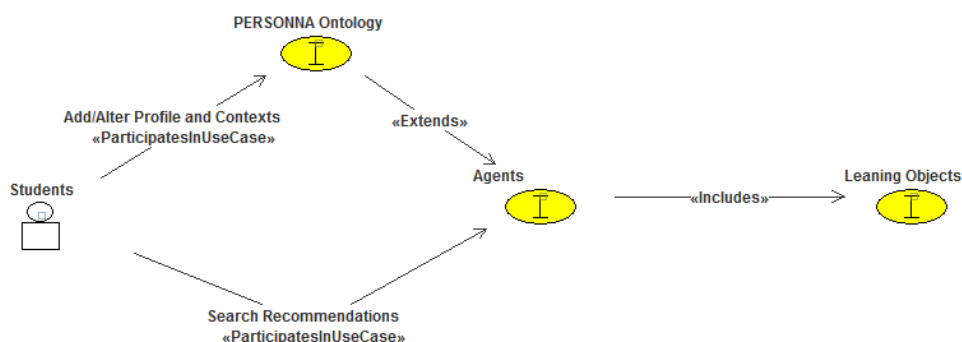 PERSONNA Ontology
Add/Alter Profile and Contexts
«ParticipatesInUseCase»
«Extends»
Students
Agents
Leaning Objects
«Includes»
Search Recommendations
«ParticipatesInUseCase»